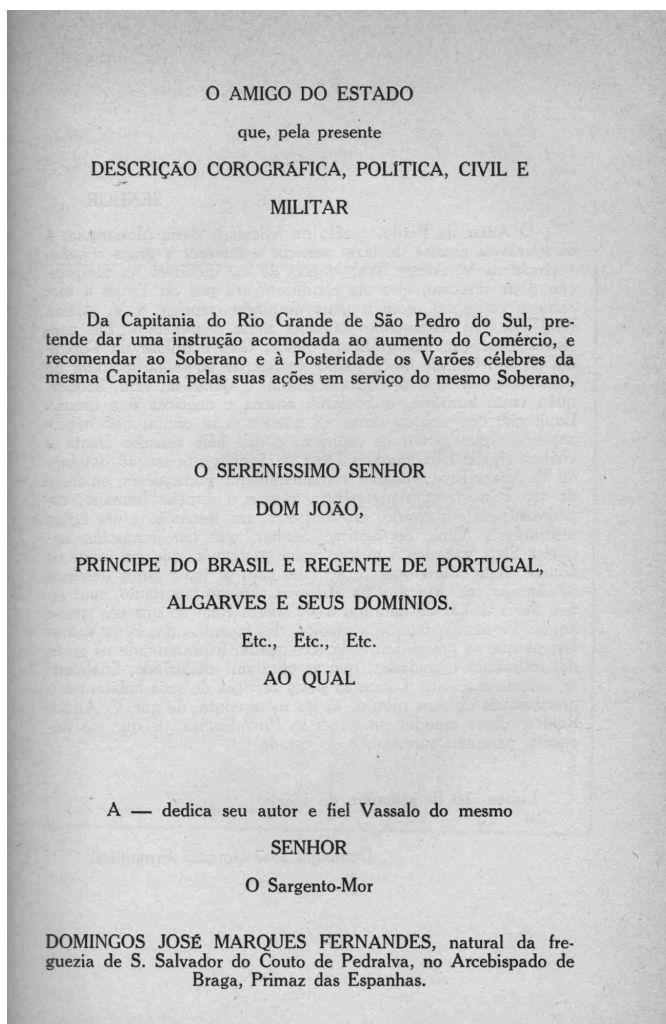 O AMIGO DO ESTADO
que, pela presente
DESCRIÇÃO COROGRÁFICA, POLÍTICA, CIVIL E
MILITAR
Da Capitania do Rio Grande de São Pedro do Sul, pre-
tende dar uma instrução acomodada ao aumento do Comércio, e
recomendar ao Soberano e à Posteridade os Varões célebres da
mesma Capitania pelas suas ações em serviço do mesmo Soberano,
O SERENÍSSIMO SENHOR
DOM JOÃO,
PRÍNCIPE DO BRASIL E REGENTE DE PORTUGAL,
ALGARVES E SEUS DOMÍNIOS.
Etc., Etc., Etc.
AO QUAL
A — dedica seu autor e fiel Vassalo do mesmo
SENHOR
O Sargento-Mor
DOMINGOS JOSÉ MARQUES FERNANDES, natural da fre-
guezia de S. Salvador do Couto de Pedralva, no Arcebispado de
Braga, Primaz das Espanhas.